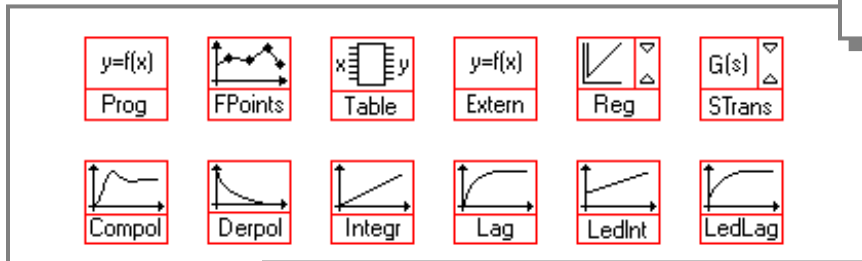 y=f(x)
Prog
FPoints
x y
Table
y=f(x)
Extern
Reg
G(s)
STrans
Compol
Derpol
Integr
Lag
LedInt
LedLag